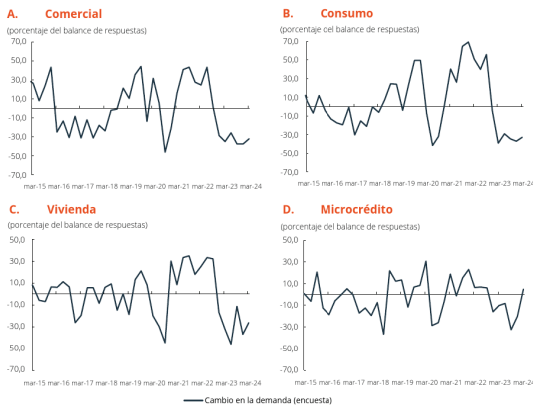 A. Comercial
(porcentaje del balance de respuestas)
70,0
50,0
30,0
10,0
-10,0
-30,0
-50,0
-70,0
mar-15 mar-16 mar-17 mar-18 mar-19 mar-20 mar-21 mar-22 mar-23 mar-24
B. Consumo
(porcentaje cel balance de respuestas)
70,0
50,0
30,0
10,0
-10,0
-30,0
-50,0
-70,0
mar-15 mar-16 mar-17 mar-18 mar-19 mar-20 mar-21 mar-22 mar-23 mar-24
C. Vivienda
(porcentaje del balance de respuestas)
50,0
30,0
10,0
-10,0
-30,0
-50,0
-70,0
mar-15 mar-16 mar-17 mar-18 mar-19 mar-20 mar-21 mar-22 mar-23 mar-24
D. Microcrédito
(porcentaje del balance de respuestas)
50,0
30,0
10,0
-10,0
-30,0
-50,0
-70,0
mar-15 mar-16 mar-17 mar-18 mar-19 mar-20 mar-21 mar-22 mar-23 mar-24
Cambio en la demanda (encuesta)